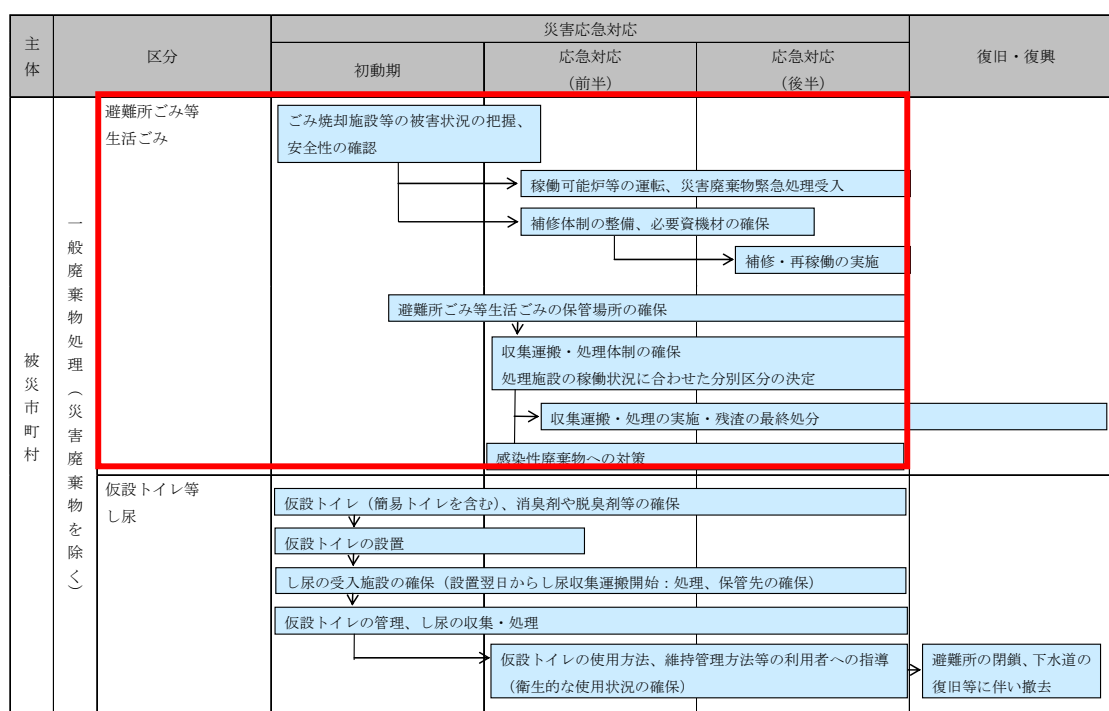 主体
区分
災害応急対応
初動期
応急対応
(前半)
応急対応
(後半)
復旧・復興
被災市町村
一般廃棄物処理(災害廃棄物を除く)
避難所ごみ等
生活ごみ
ごみ焼却施設等の被害状況の把握、
安全性の確認
稼働可能炉等の運転、災害廃棄物緊急処理受入
補修体制の整備、必要資機材の確保
補修・再稼働の実施
避難所ごみ等生活ごみの保管場所の確保
収集運搬・処理体制の確保
処理施設の稼働状況に合わせた分別区分の決定
収集運搬・処理の実施・残渣の最終処分
感染性廃棄物への対策
仮設トイレ等
し尿
仮設トイレ(簡易トイレを含む)、消臭剤や脱臭剤等の確保
仮設トイレの設置
し尿の受入施設の確保(設置翌日からし尿収集運搬開始:処理、保管先の確保)
仮設トイレの管理、し尿の収集・処理
仮設トイレの使用方法、維持管理方法等の利用者への指導
(衛生的な使用状況の確保)
避難所の閉鎖、下水道の
復旧等に伴い撤去